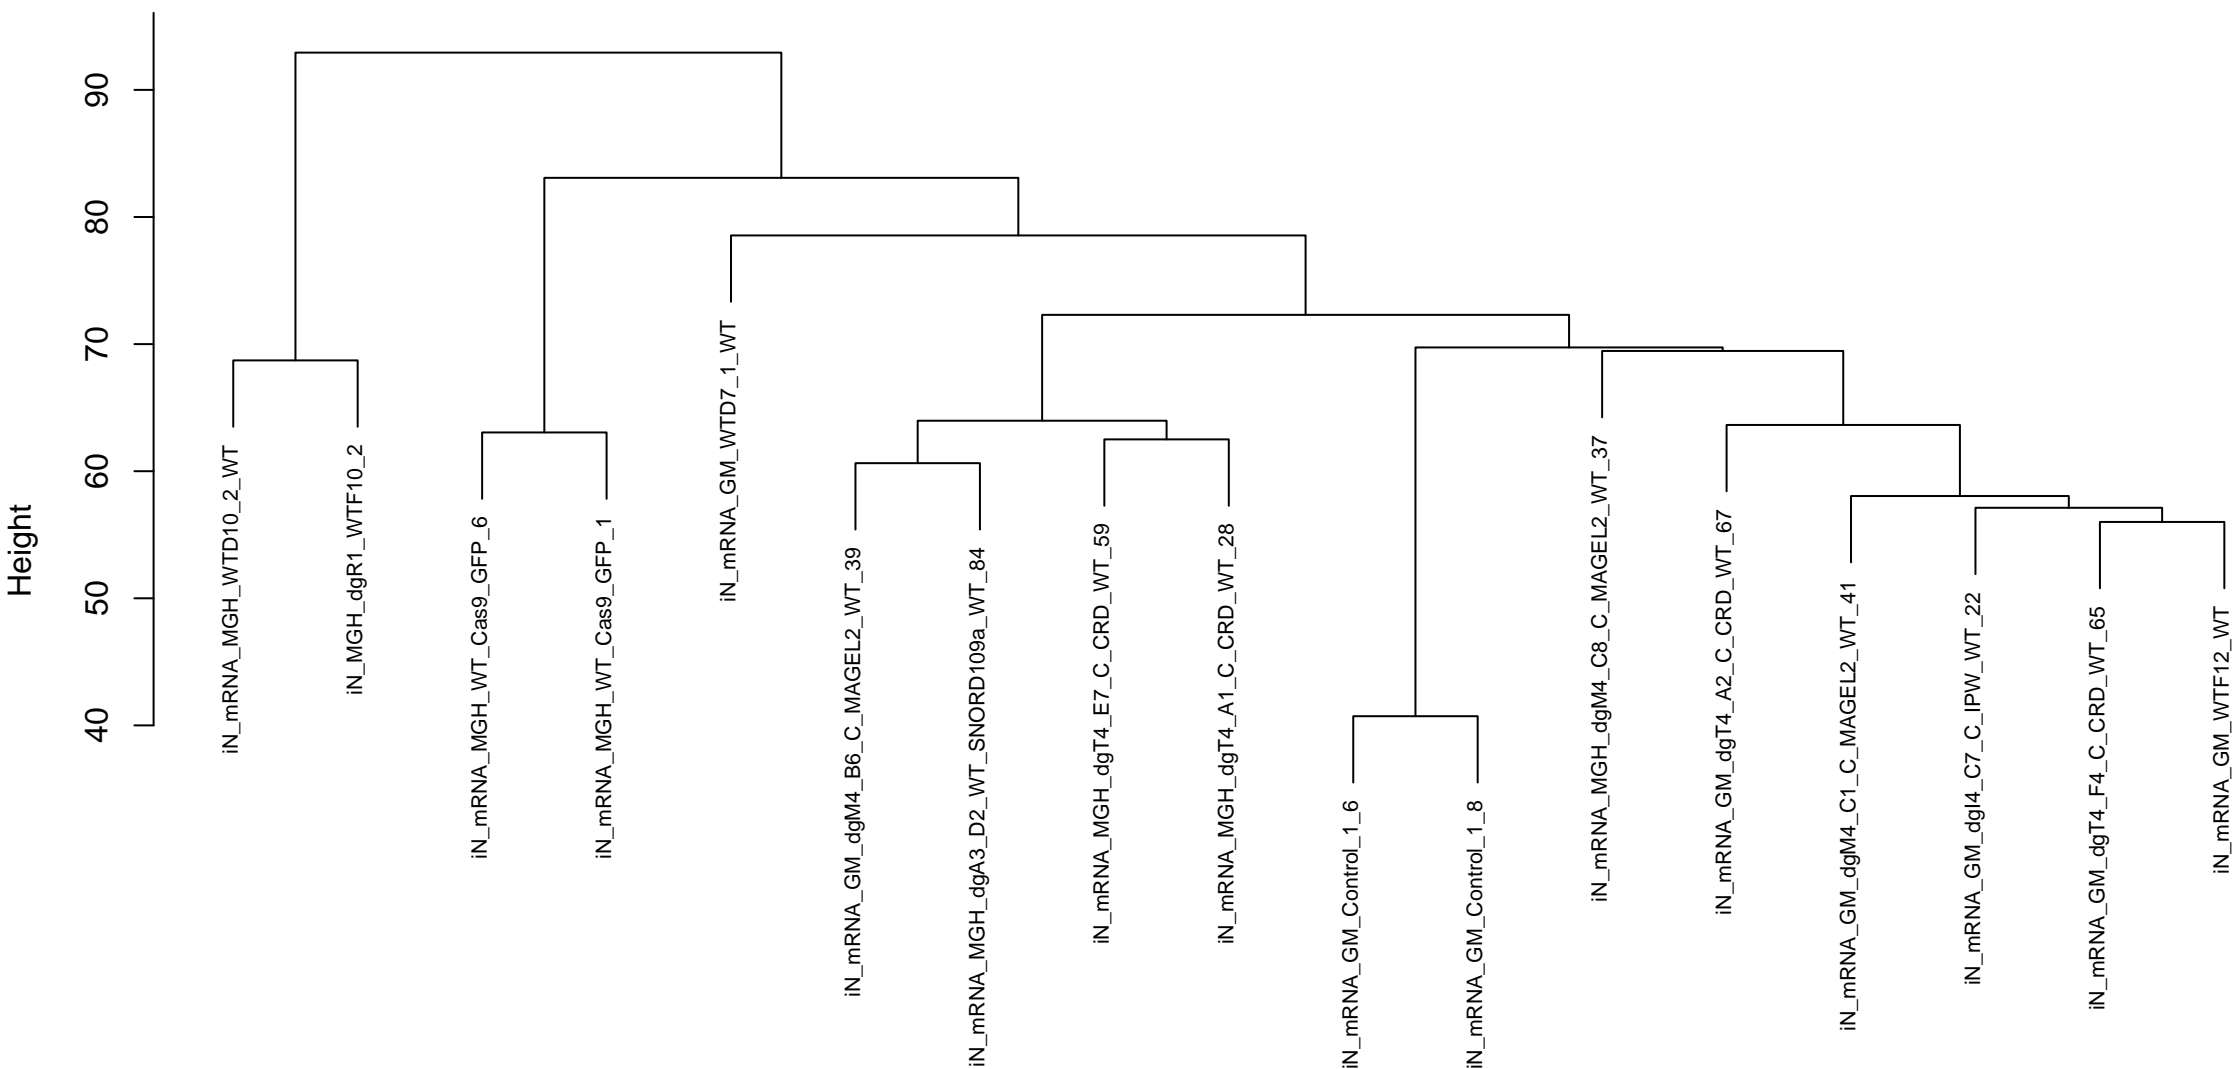 Height
90
80
70
60
50
40
iN_mRNA_MGH_WTD10_2_WT
iN_MGH_dgR1_WTF10_2
iN_mRNA_MGH_WT_Cas9_GFP_6
iN_mRNA_MGH_WT_Cas9_GFP_1
iN_mRNA_GM_WTD7_1_WT
iN_mRNA_GM_dgM4_B6_C_MAGEL2_WT_39
iN_mRNA_MGH_dgA3_D2_WT_SNORD109a_WT_84
iN_mRNA_MGH_dgT4_E7_C_CRD_WT_59
iN_mRNA_MGH_dgT4_A1_C_CRD_WT_28
iN_mRNA_GM_Control_1_6
iN_mRNA_GM_Control_1_8
iN_mRNA_MGH_dgM4_C8_C_MAGEL2_WT_37
iN_mRNA_GM_dgT4_A2_C_CRD_WT_67
iN_mRNA_GM_dgM4_C1_C_MAGEL2_WT_41
iN_mRNA_GM_dgI4_C7_C_IPW_WT_22
iN_mRNA_GM_dgT4_F4_C_CRD_WT_65
iN_mRNA_GM_WTF12_WT